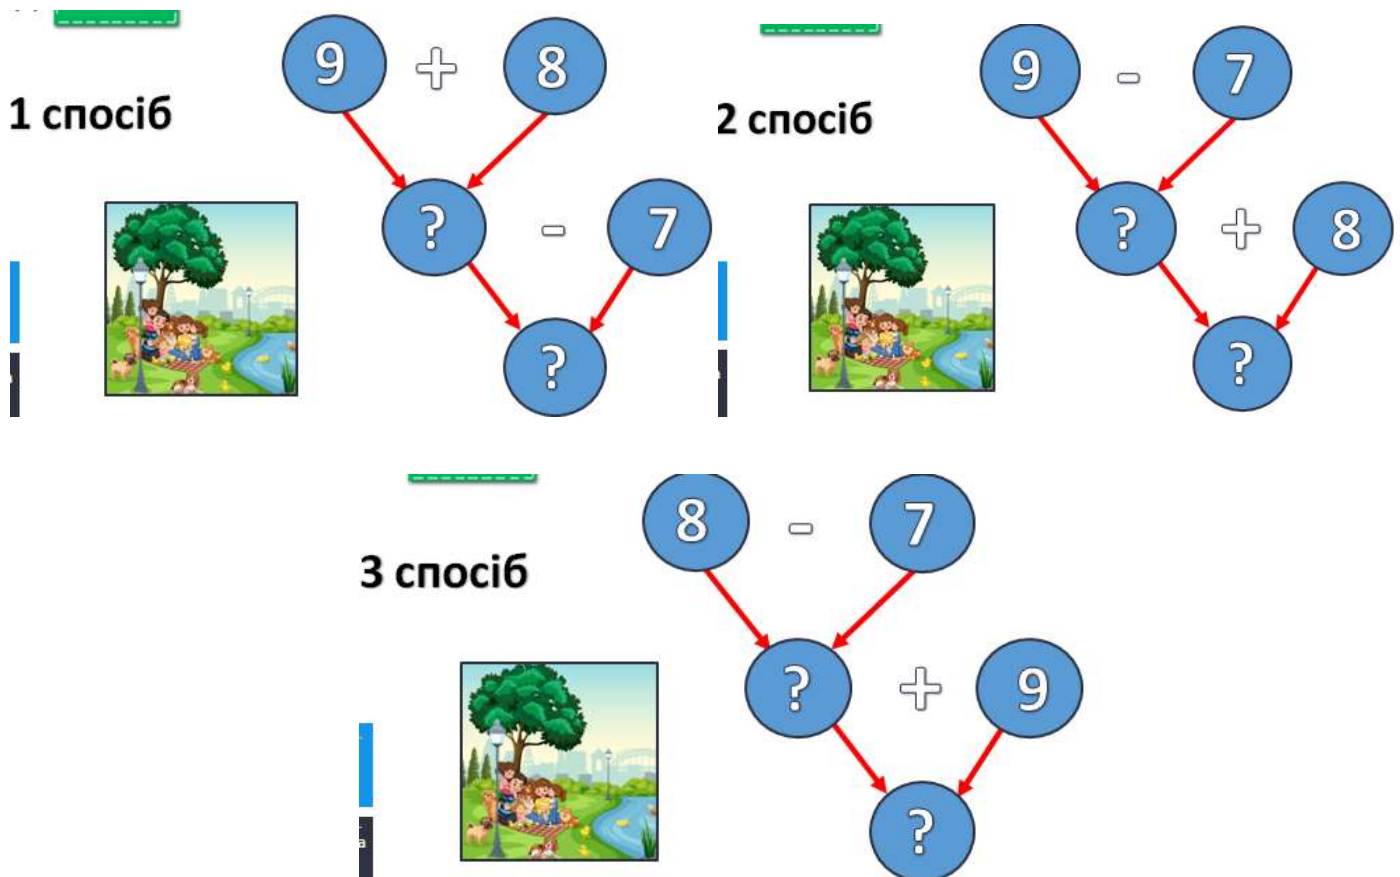 1 спосіб
9 + 8
? - 7
?
2 спосіб
9 - 7
? + 8
?
3 спосіб
8 - 7
? + 9
?